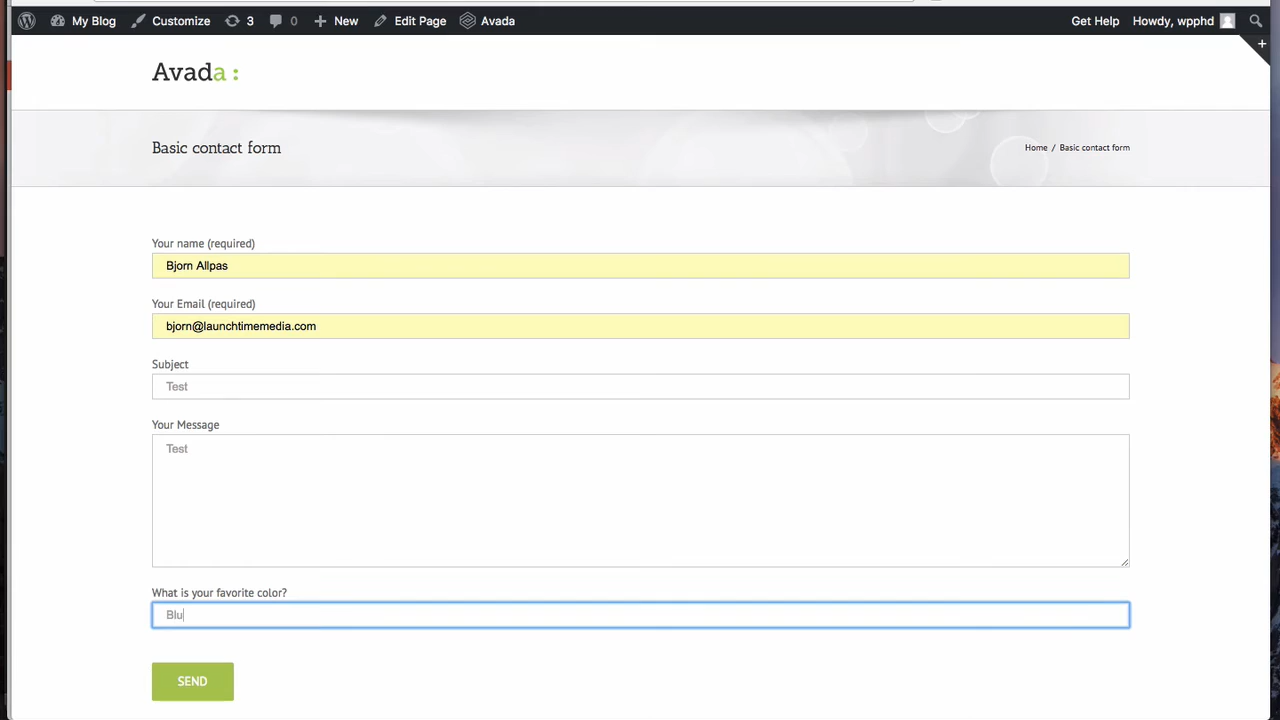 My Blog Customize 3 0 New Edit Page Avada Get Help Howdy, wpphd
Avada :
Basic contact form Home / Basic contact form
Your name (required)
Bjorn Allpas
Your Email (required)
bjorn@launchtimemedia.com
Subject
Test
Your Message
Test
What is your favorite color?
Blu
SEND